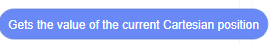 Gets the value of the current Cartesian position